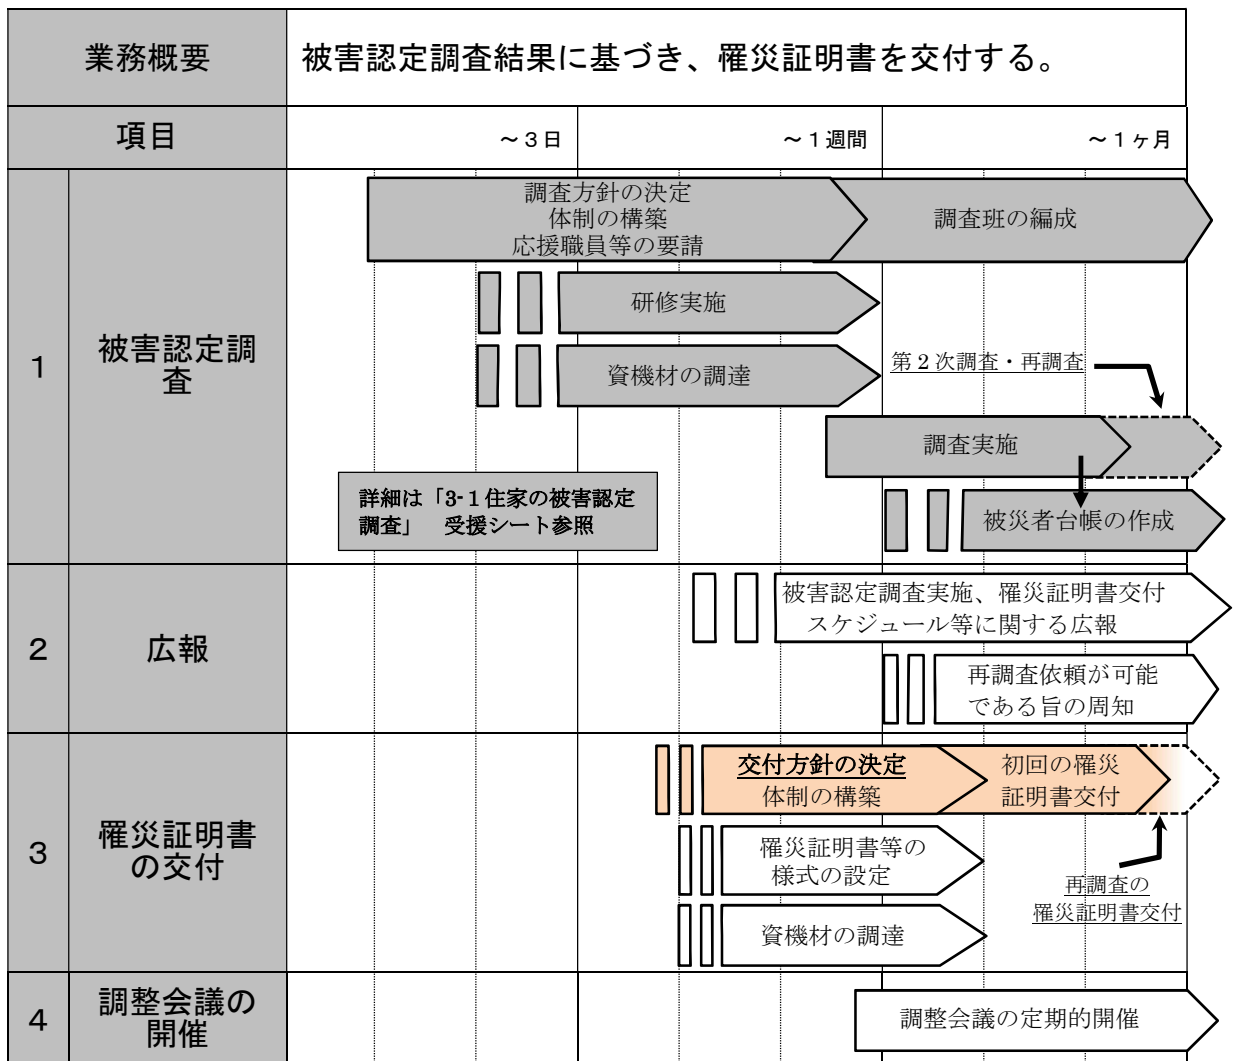 業務概要
被害認定調査結果に基づき、罹災証明書を交付する。
項目
～3日
～1週間
～1ヶ月
1
被害認定調
査
調査方針の決定
体制の構築
応援職員等の要請
調査班の編成
研修実施
資機材の調達
第2次調査・再調査
調査実施
詳細は「3-1住家の被害認定
調査」　受援シート参照
被災者台帳の作成
2
広報
被害認定調査実施、罹災証明書交付
スケジュール等に関する広報
再調査依頼が可能
である旨の周知
3
罹災証明書
の交付
交付方針の決定
体制の構築
初回の罹災
証明書交付
罹災証明書等の
様式の設定
再調査の
罹災証明書交付
資機材の調達
4
調整会議の
開催
調整会議の定期的開催